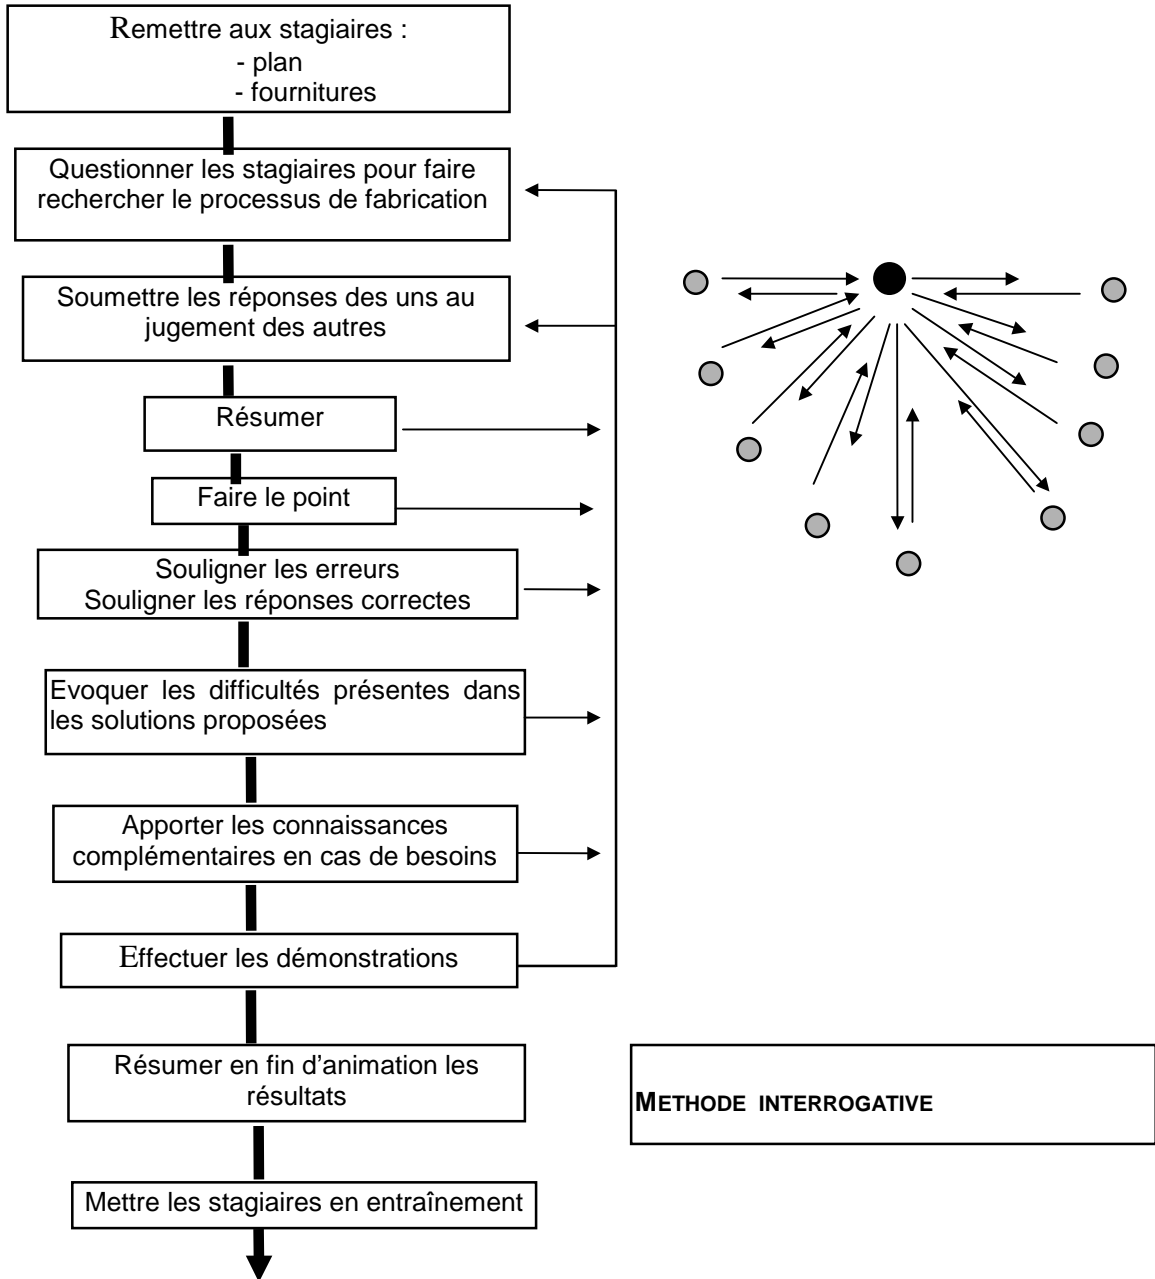 Remettre aux stagiaires :
- plan
- fournitures
Questionner les stagiaires pour faire
rechercher le processus de fabrication
Soumettre les réponses des uns au
jugement des autres
Résumer
Faire le point
Souligner les erreurs
Souligner les réponses correctes
Evoquer les difficultés présentes dans
les solutions proposées
Apporter les connaissances
complémentaires en cas de besoins
Effectuer les démonstrations
Résumer en fin d’animation les
résultats
METHODE INTERROGATIVE
Mettre les stagiaires en entraînement